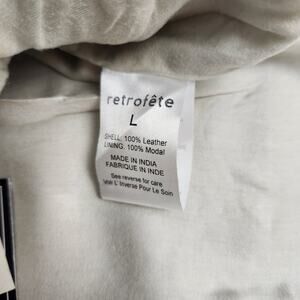 retrofête
L
SHELL: 100% Leather
LINING: 100% Modal
MADE IN INDIA
FABRIQUE EN INDE
See reverse for care
Voir L' Inverse Pour Le Soin